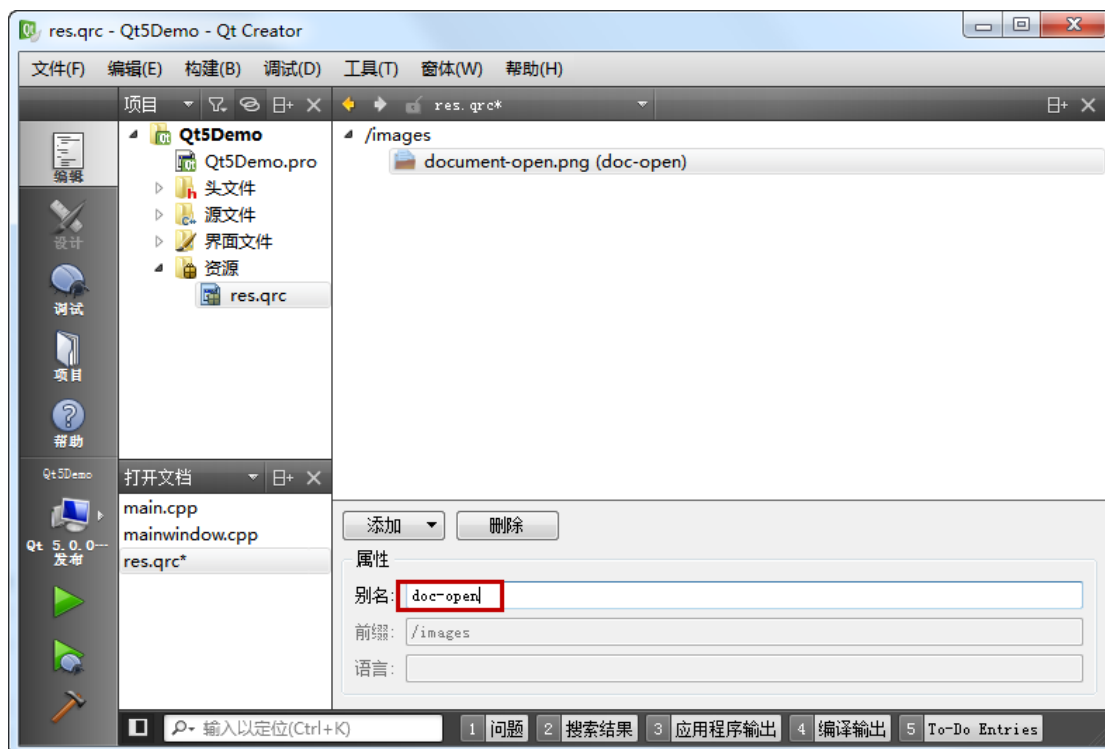 res.qrc - Qt5Demo - Qt Creator
文件(F) 编辑(E) 构建(B) 调试(D) 工具(T) 窗体(W) 帮助(H)
项目
res.qrc*
编辑
设计
调试
项目
帮助
Qt5Demo
Qt 5.0.0---
发布
Qt5Demo
Qt5Demo.pro
头文件
源文件
界面文件
资源
res.qrc
打开文档
main.cpp
mainwindow.cpp
res.qrc*
/images
document-open.png (doc-open)
添加 删除
属性
别名: doc-open
前缀: /images
语言:
输入以定位(Ctrl+K)
1 问题 2 搜索结果 3 应用程序输出 4 编译输出 5 To-Do Entries